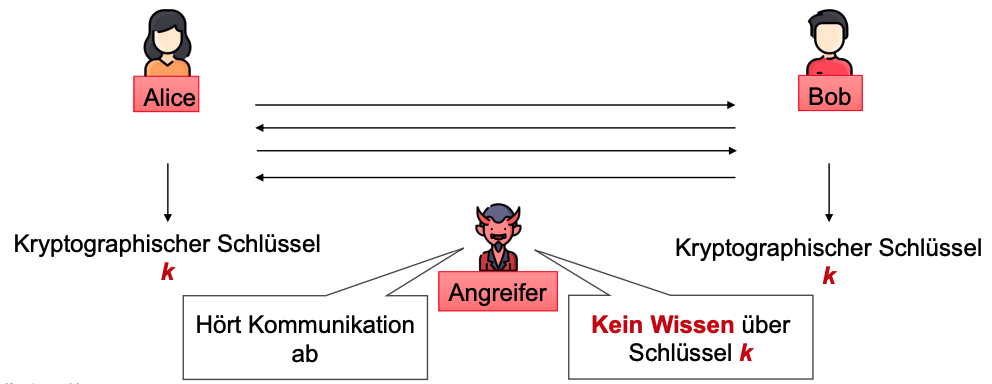 Alice
Bob
Kryptographischer Schlüssel
k
Kryptographischer Schlüssel
k
Angreifer
Hört Kommunikation
ab
Kein Wissen über
Schlüssel k